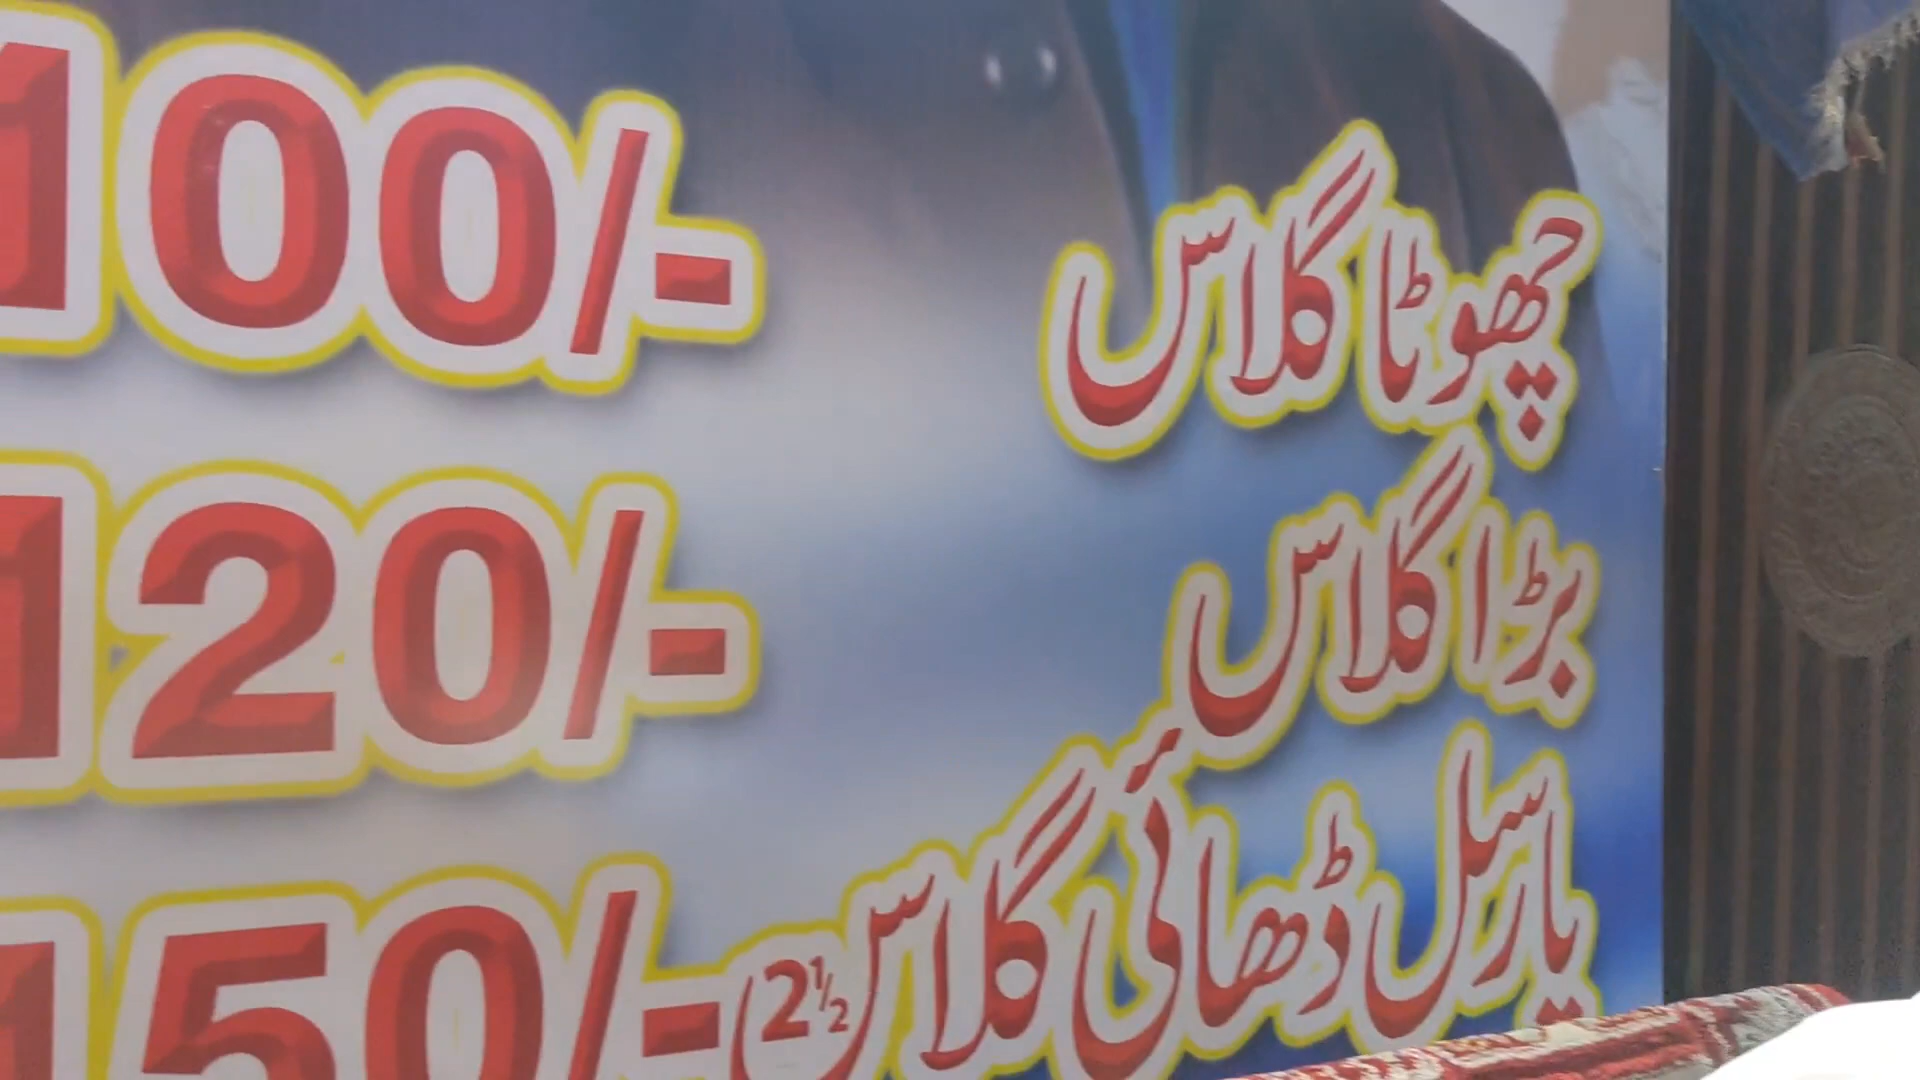 چھوٹا گلاس 100/-
بڑا گلاس 120/-
پارسل ڈھائی گلاس 2½ 150/-